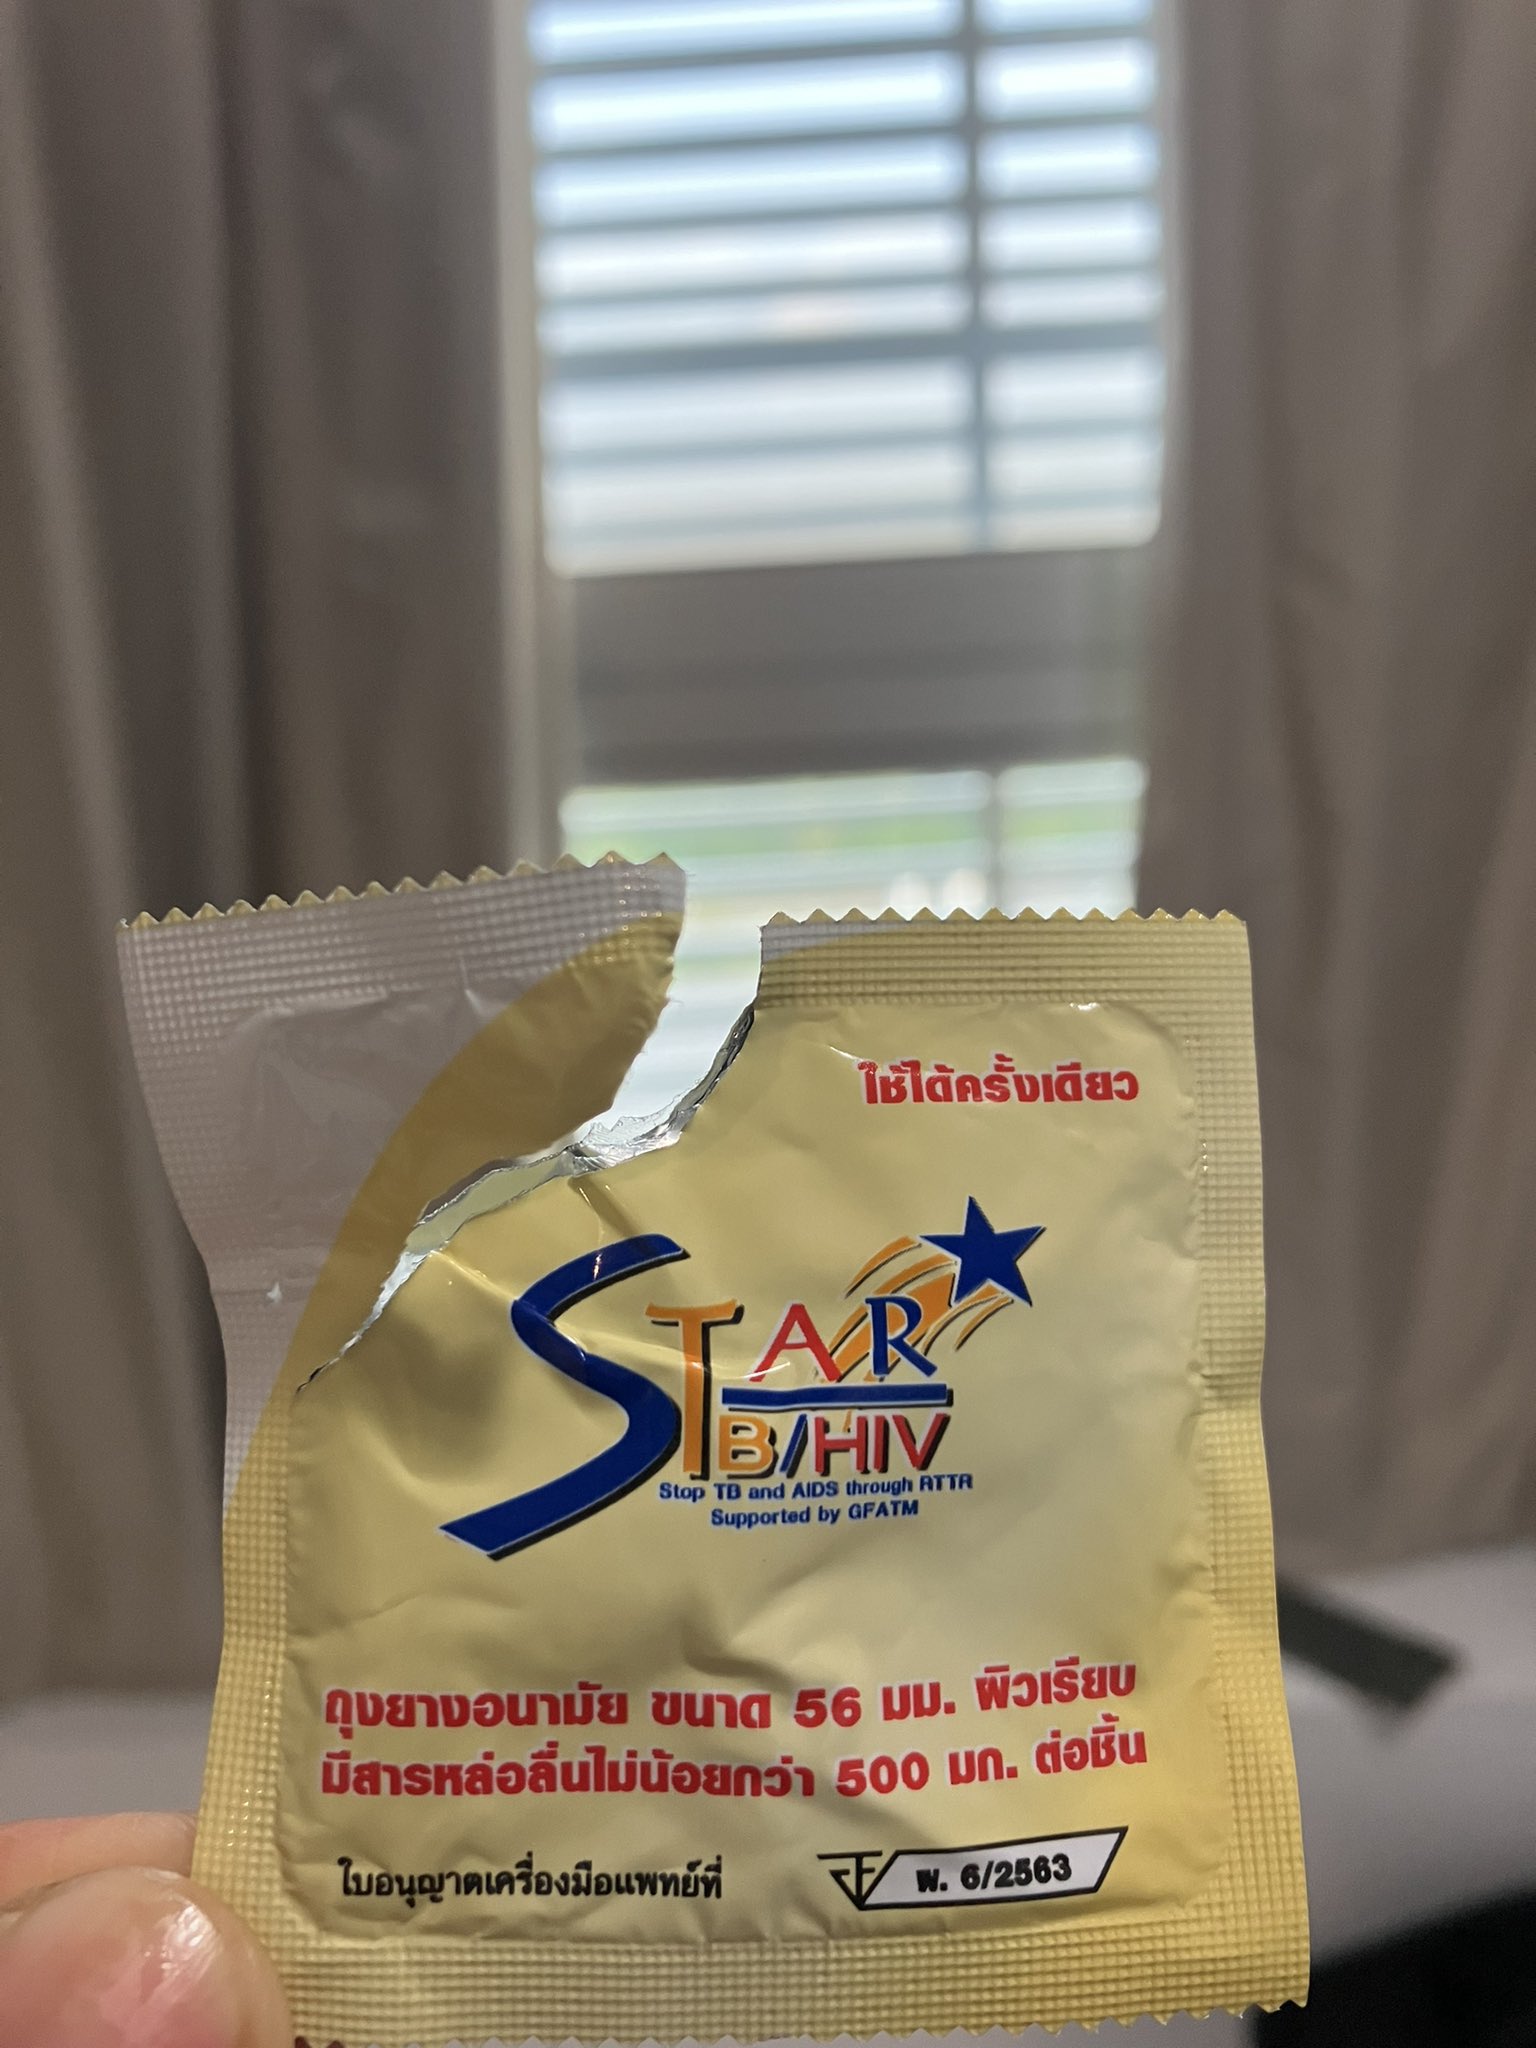 ใช้ได้ครั้งเดียว
STAR
TB/HIV
Stop TB and AIDS through RTTR
Supported by GFATM
ถุงยางอนามัย ขนาด 56 มม. ผิวเรียบ
มีสารหล่อลื่นไม่น้อยกว่า 500 มก. ต่อชิ้น
ใบอนุญาตเครื่องมือแพทย์ที่ ผ. 6/2563